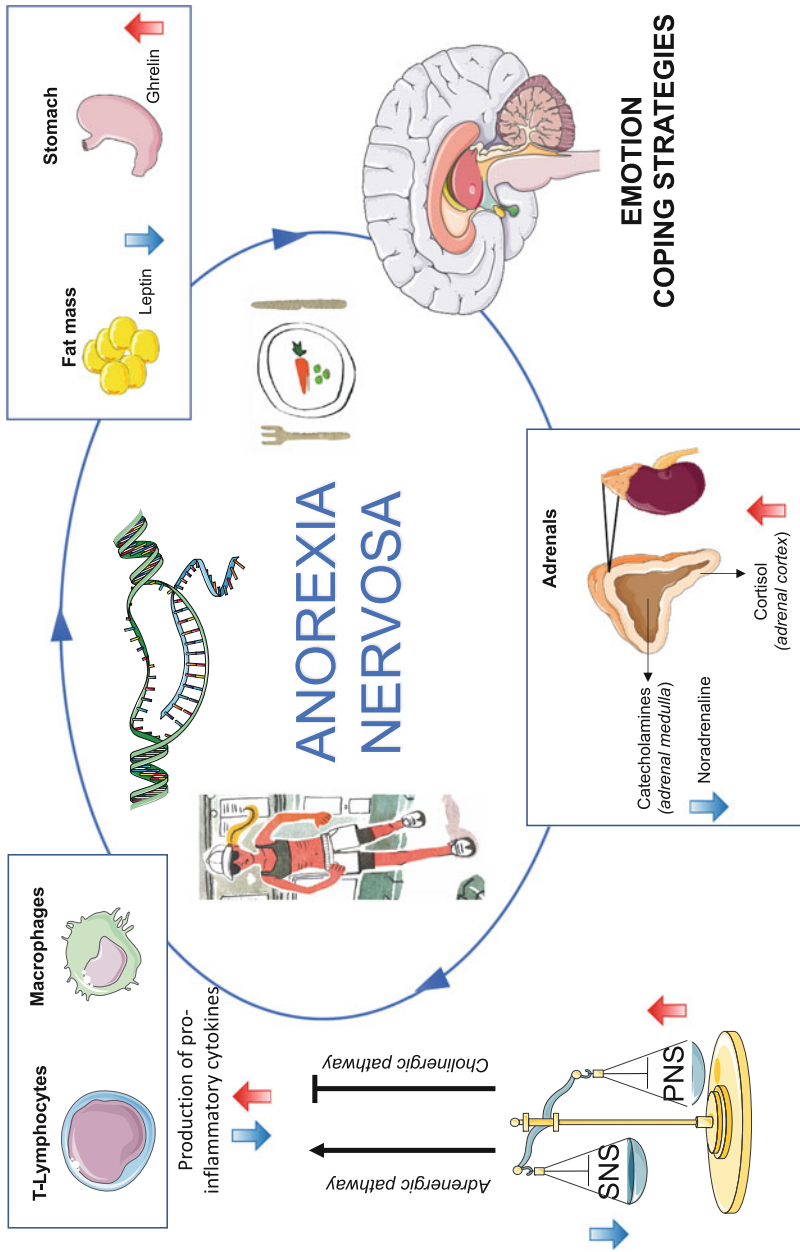 T-Lymphocytes
Macrophages
Production of pro-
inflammatory cytokines
Adrenergic pathway
Cholinergic pathway
SNS
PNS
Fat mass
Leptin
Stomach
Ghrelin
ANOREXIA
NERVOSA
EMOTION
COPING STRATEGIES
Adrenals
Catecholamines
(adrenal medulla)
Noradrenaline
Cortisol
(adrenal cortex)